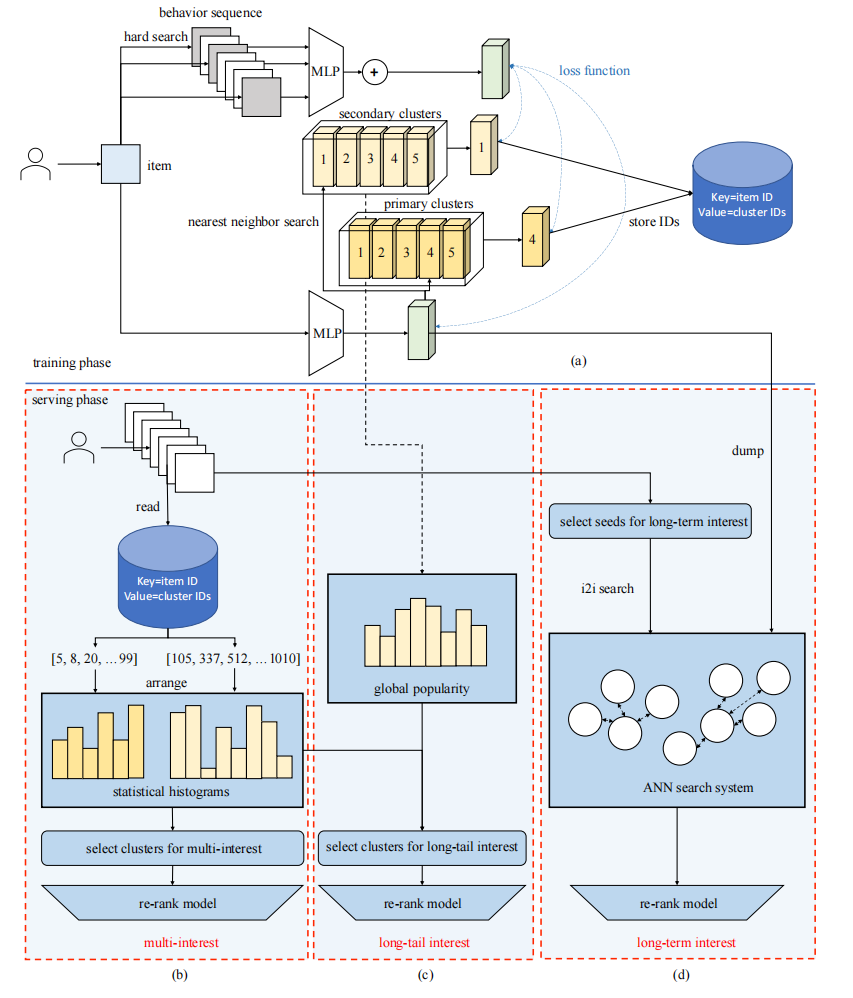 behavior sequence
hard search
MLP
+
loss function
secondary clusters
1 2 3 4 5
1
item
Key=item ID
Value=cluster IDs
nearest neighbor search
primary clusters
store IDs
1 2 3 4 5
4
MLP
training phase
(a)
serving phase
dump
read
select seeds for long-term interest
Key=item ID
Value=cluster IDs
i2i search
[5, 8, 20, …99]
[105, 337, 512, …1010]
arrange
global popularity
statistical histograms
ANN search system
select clusters for multi-interest
select clusters for long-tail interest
re-rank model
re-rank model
re-rank model
multi-interest
long-tail interest
long-term interest
(b)
(c)
(d)